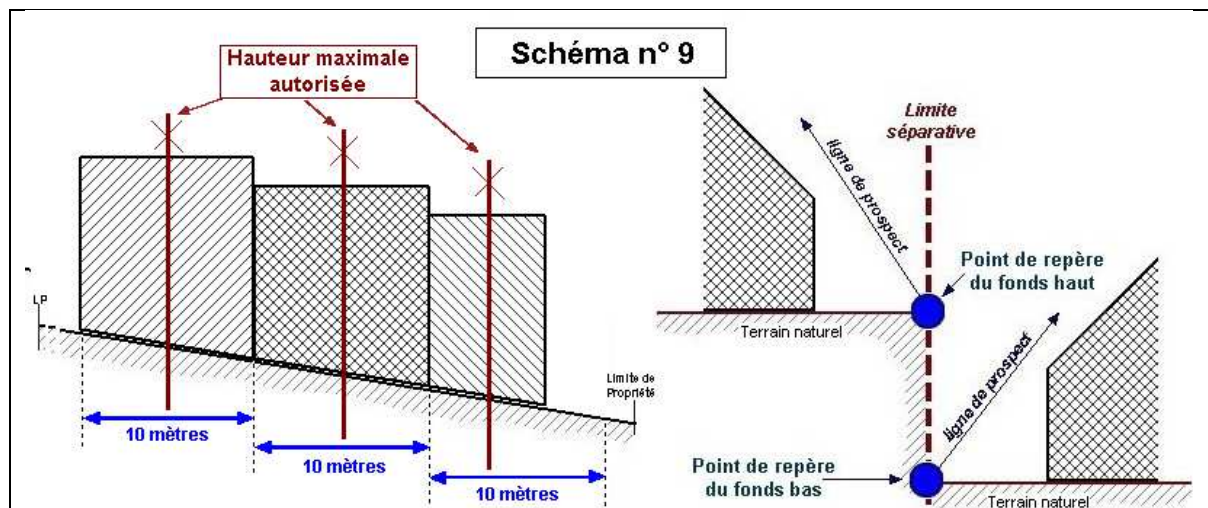 Schéma n° 9
Hauteur maximale
autorisée
LP
Limite de
Propriété
10 mètres
10 mètres
10 mètres
Limite
séparative
ligne de prospect
Point de repère
du fonds haut
Terrain naturel
ligne de prospect
Point de repère
du fonds bas
Terrain naturel